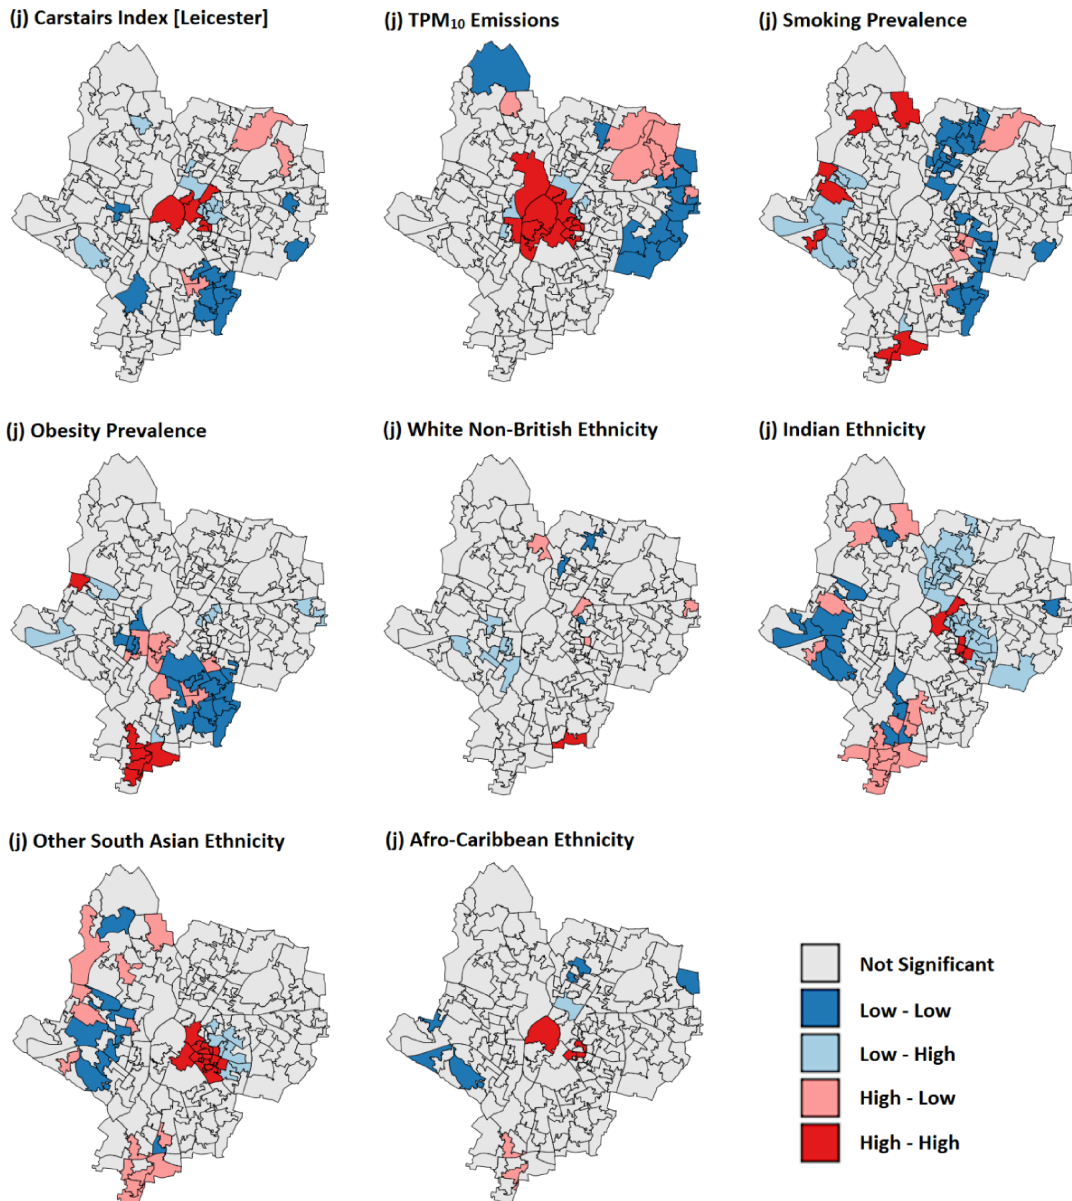 (j) Carstairs Index [Leicester]
(j) TPM₁₀ Emissions
(j) Smoking Prevalence
(j) Obesity Prevalence
(j) White Non-British Ethnicity
(j) Indian Ethnicity
(j) Other South Asian Ethnicity
(j) Afro-Caribbean Ethnicity
Not Significant
Low - Low
Low - High
High - Low
High - High